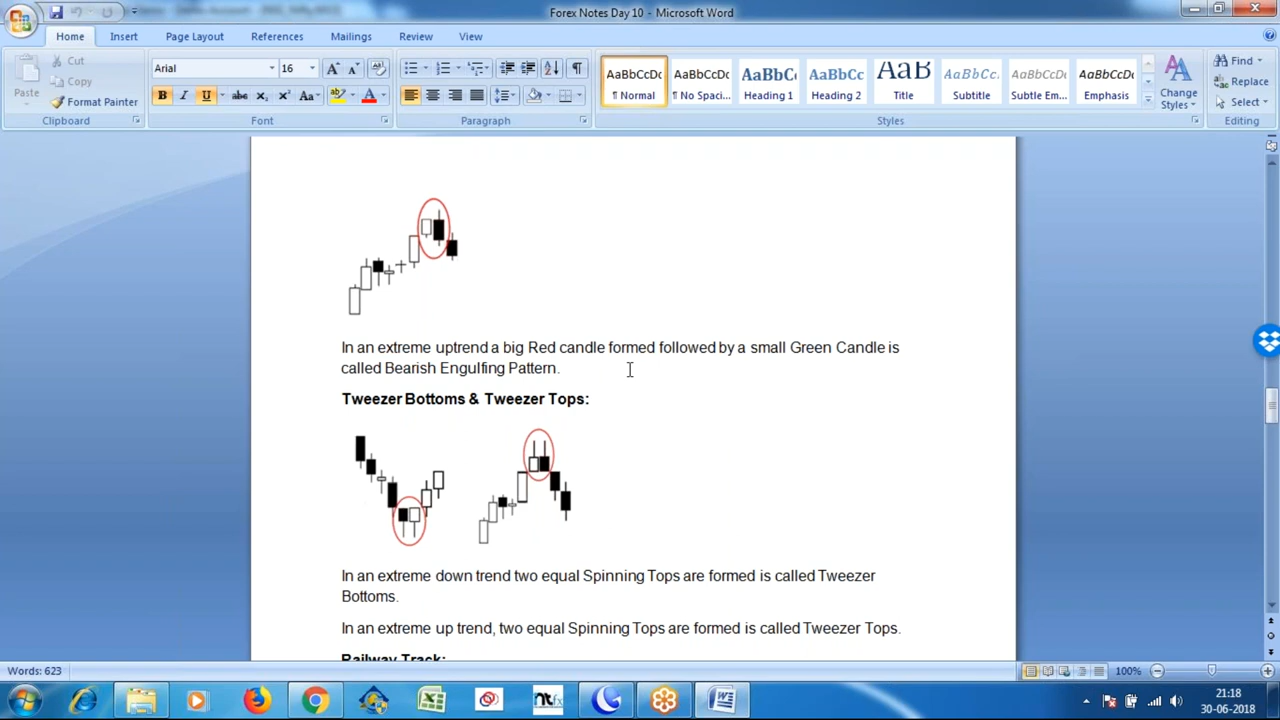 Forex Notes Day 10 - Microsoft Word
Home Insert Page Layout References Mailings Review View
Paste
Cut
Copy
Format Painter
Clipboard
Arial 16
Font
Paragraph
AaBbCcDc AaBbCcDc AaBbC AaBbCc AaB AaBbCc. AaBbCcDc AaBbCcDc
¶ Normal ¶ No Spaci... Heading 1 Heading 2 Title Subtitle Subtle Em... Emphasis
Change Styles
Styles
Find
Replace
Select
Editing
In an extreme uptrend a big Red candle formed followed by a small Green Candle is
called Bearish Engulfing Pattern.
Tweezer Bottoms & Tweezer Tops:
In an extreme down trend two equal Spinning Tops are formed is called Tweezer
Bottoms.
In an extreme up trend, two equal Spinning Tops are formed is called Tweezer Tops.
Railway Track:
Words: 623
100%
ntfx
21:18
30-06-2018